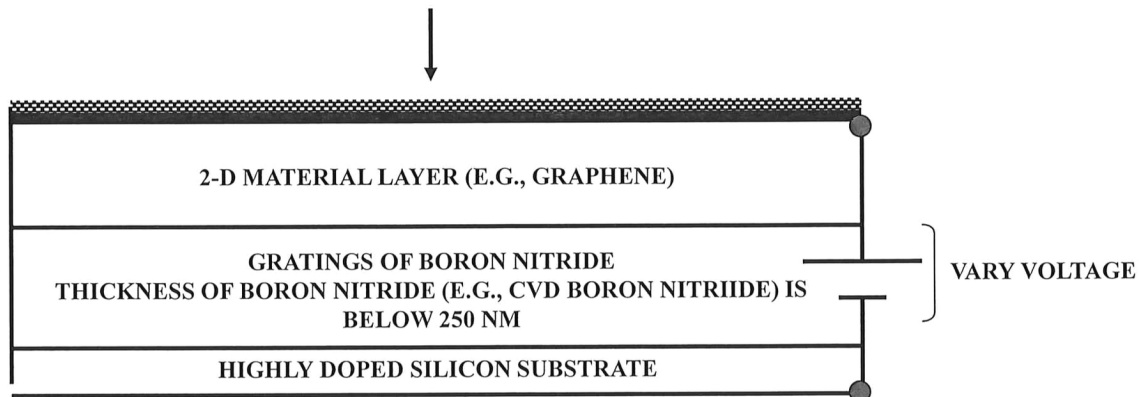 2-D MATERIAL LAYER (E.G., GRAPHENE)
GRATINGS OF BORON NITRIDE
THICKNESS OF BORON NITRIDE (E.G., CVD BORON NITRIIDE) IS
BELOW 250 NM
VARY VOLTAGE
HIGHLY DOPED SILICON SUBSTRATE